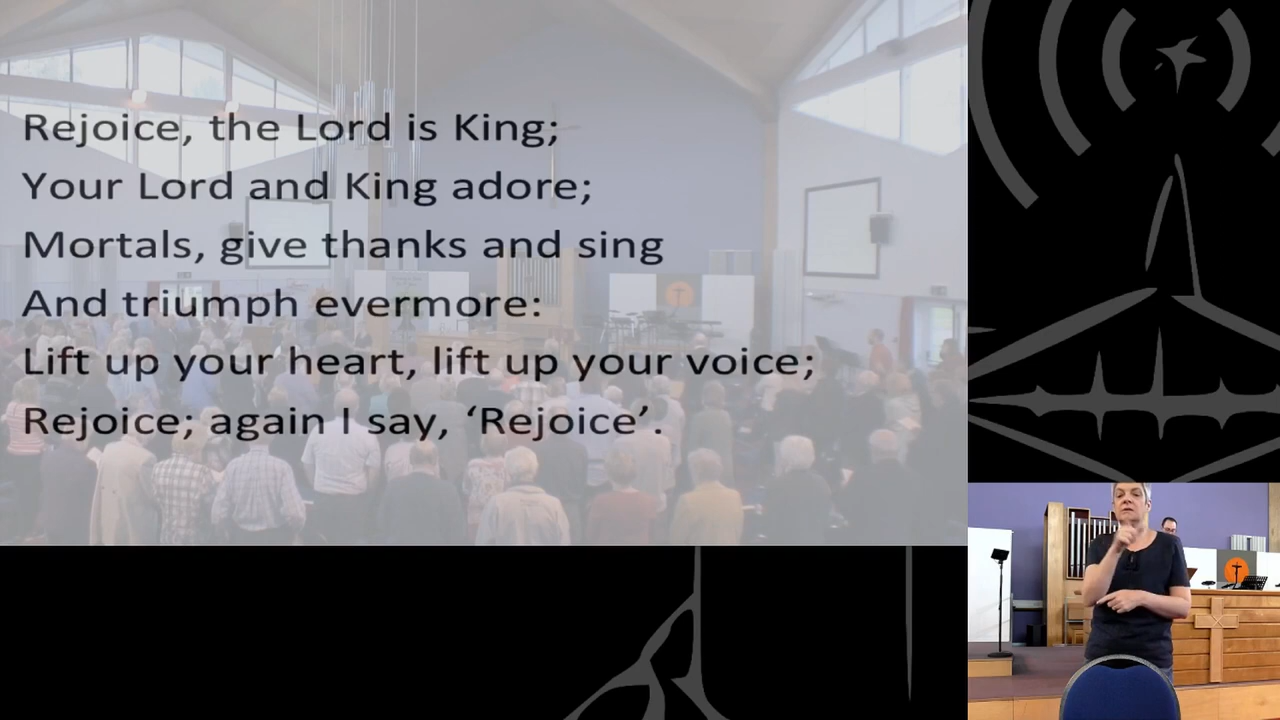 Rejoice, the Lord is King;
Your Lord and King adore;
Mortals, give thanks and sing
And triumph evermore:
Lift up your heart, lift up your voice;
Rejoice; again I say, ‘Rejoice’.